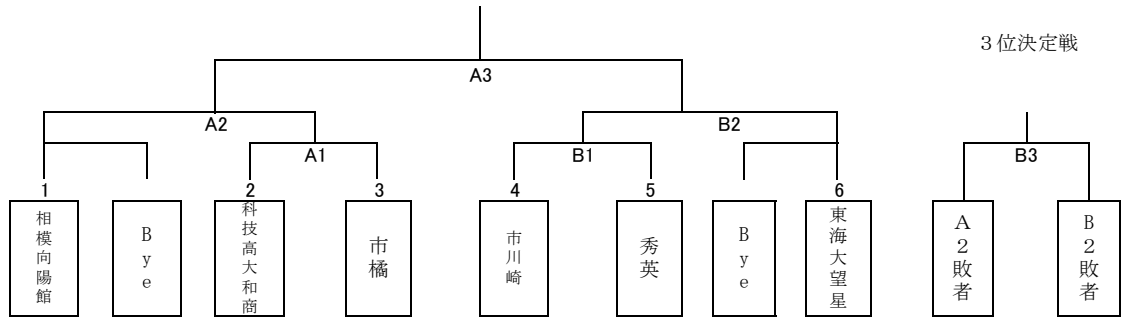 ３位決定戦
A3
A2
B2
A1
B1
B3
1
2
3
4
5
6
相模向陽館
Bye
科技高大和商
市橘
市川崎
秀英
Bye
東海大望星
A２敗者
B２敗者